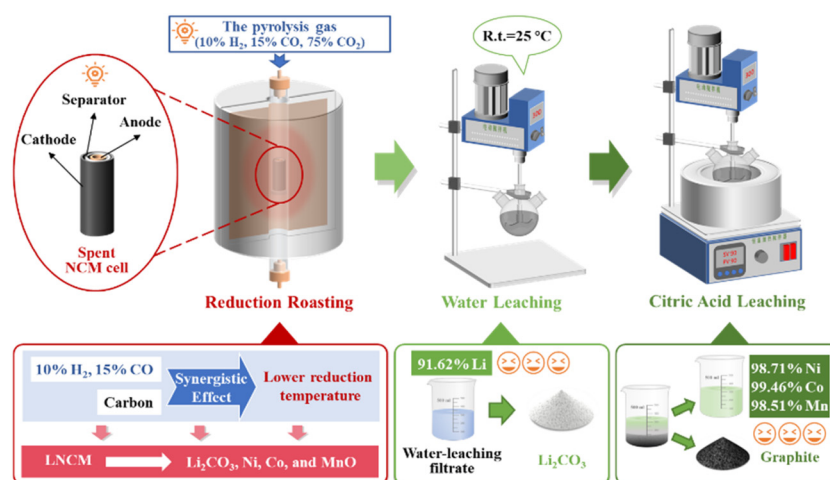 The pyrolysis gas
(10% H₂, 15% CO, 75% CO₂)
R.t.=25 °C
Separator
Anode
Cathode
Spent
NCM cell
Reduction Roasting
Water Leaching
Citric Acid Leaching
10% H₂, 15% CO
Carbon
Synergistic
Effect
Lower reduction
temperature
LNCM
Li₂CO₃, Ni, Co, and MnO
91.62% Li
Water-leaching
filtrate
Li₂CO₃
98.71% Ni
99.46% Co
98.51% Mn
Graphite